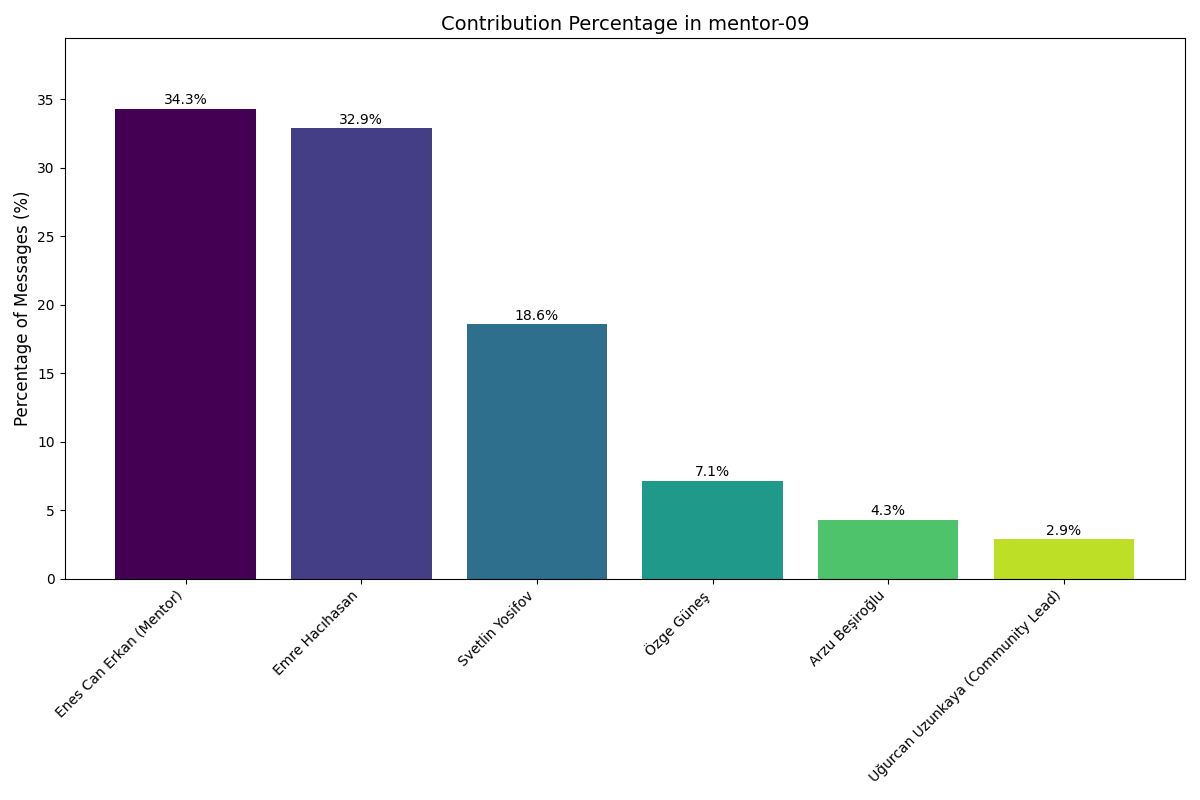 Contribution Percentage in mentor-09
Percentage of Messages (%)
35
30
25
20
15
10
5
0
34.3%
32.9%
18.6%
7.1%
4.3%
2.9%
Enes Can Erkan (Mentor)
Emre Hacıhasan
Svetlin Yosifov
Özge Güneş
Arzu Beşiroğlu
Uğurcan Uzunkaya (Community Lead)